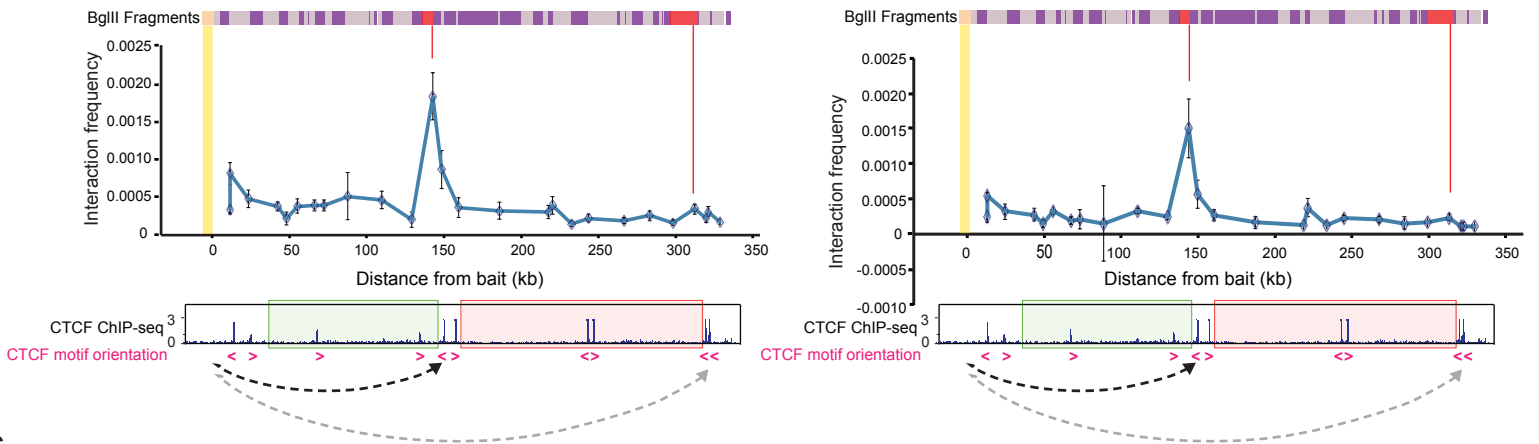 BglII Fragments
0.0025
0.0020
0.0015
0.0010
0.0005
0
Interaction frequency
0 50 100 150 200 250 300 350
Distance from bait (kb)
CTCF ChIP-seq
3
0
CTCF motif orientation
< > > > < > < > < <
BglII Fragments
0.0025
0.0020
0.0015
0.0010
0.0005
0
-0.0005
-0.0010
Interaction frequency
0 50 100 150 200 250 300 350
Distance from bait (kb)
CTCF ChIP-seq
3
0
CTCF motif orientation
< > > > < > < > < <